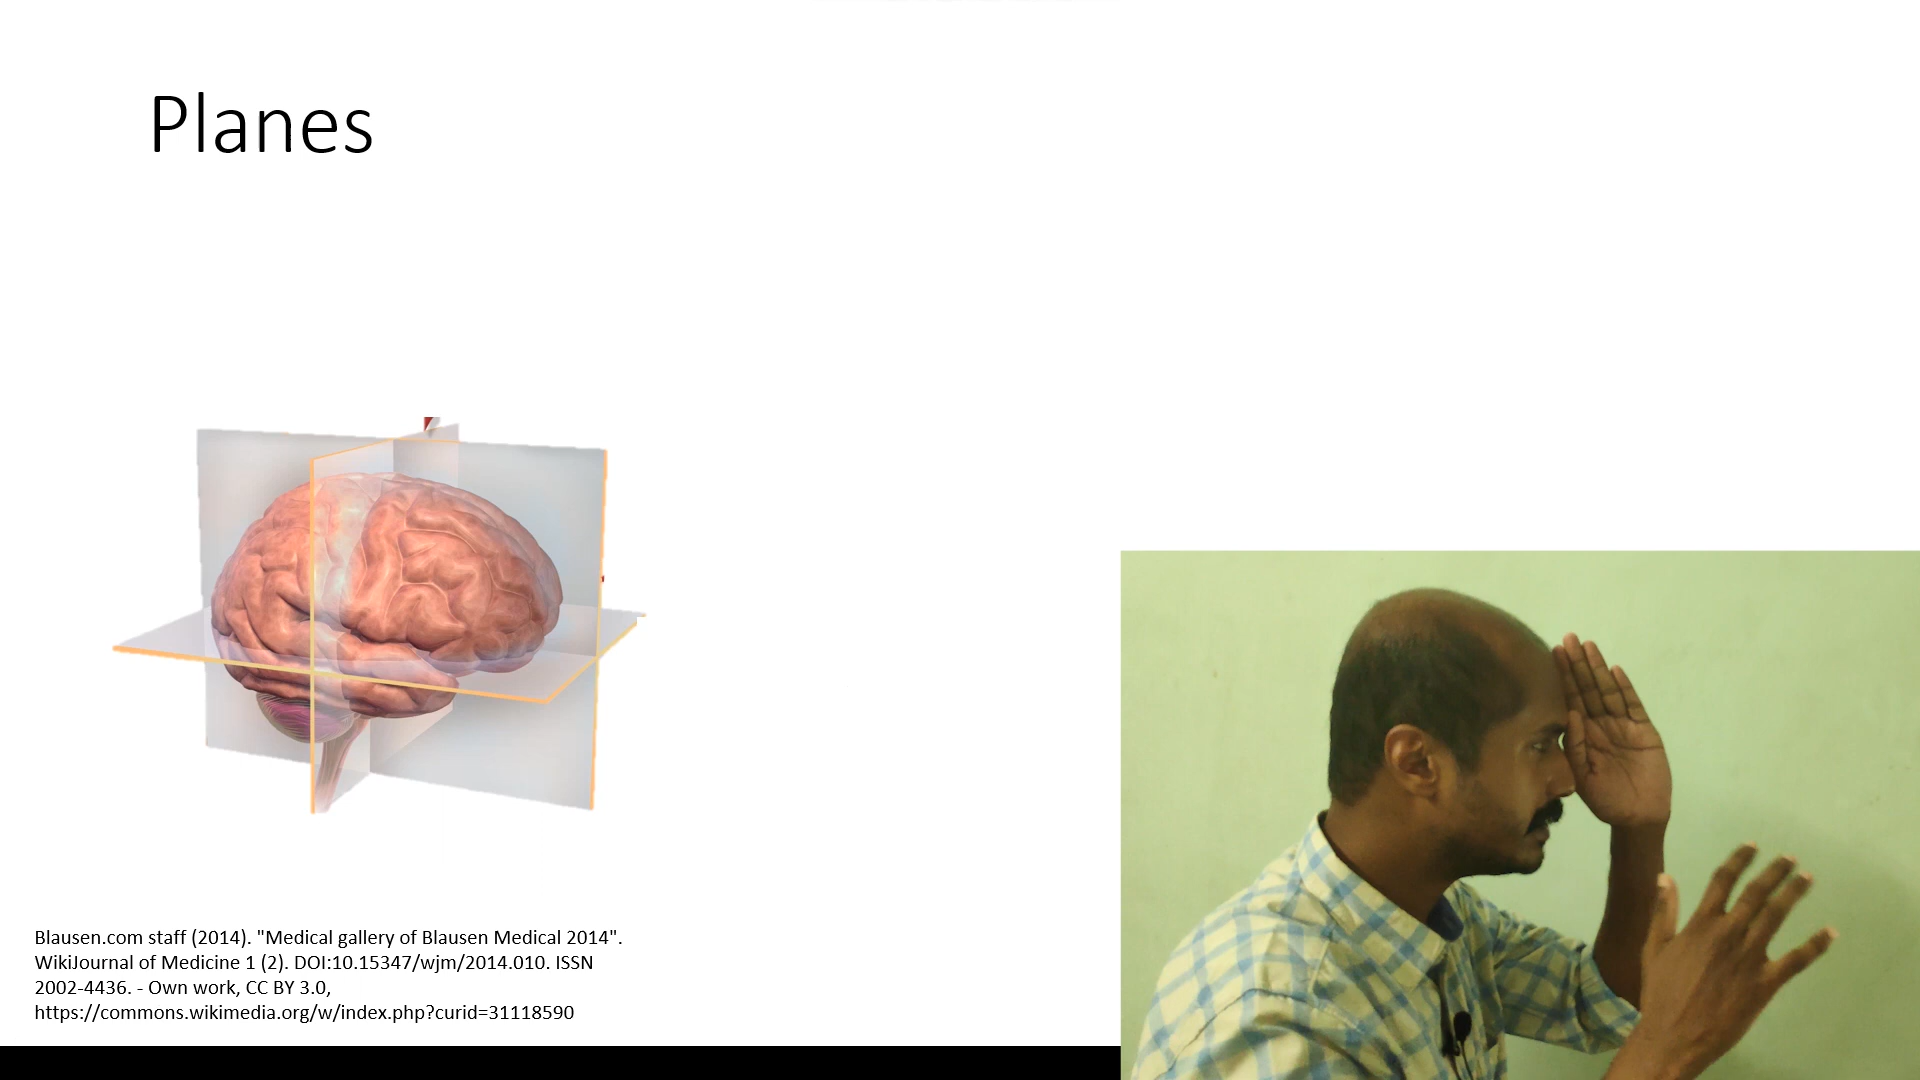 Planes
Blausen.com staff (2014). "Medical gallery of Blausen Medical 2014".
WikiJournal of Medicine 1 (2). DOI:10.15347/wjm/2014.010. ISSN
2002-4436. - Own work, CC BY 3.0,
https://commons.wikimedia.org/w/index.php?curid=31118590